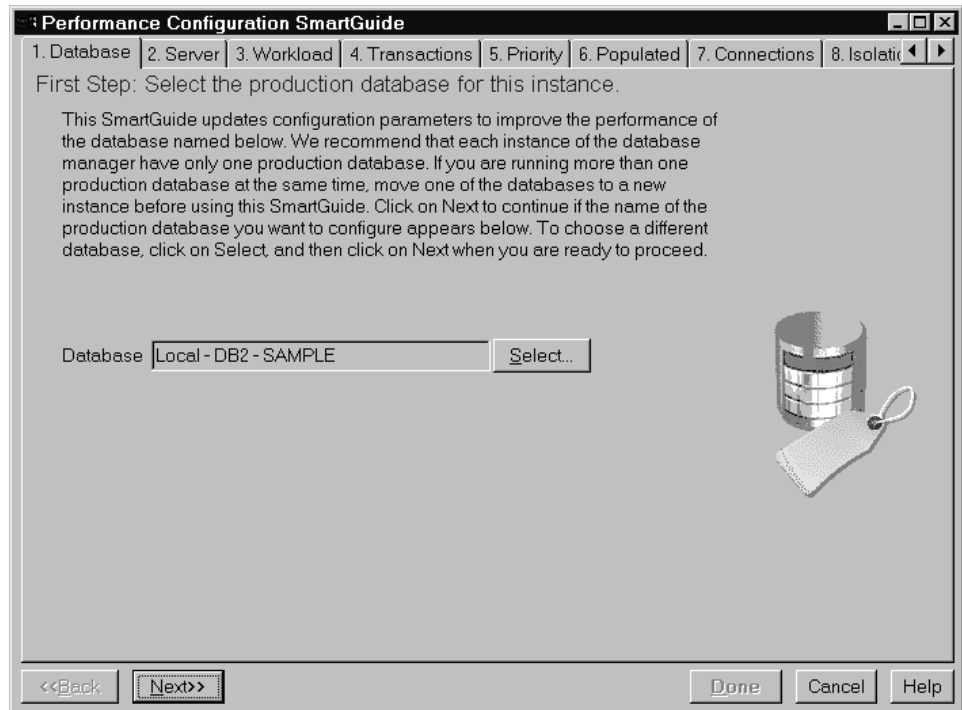 Performance Configuration SmartGuide
1. Database 2. Server 3. Workload 4. Transactions 5. Priority 6. Populated 7. Connections 8. Isolatic
First Step: Select the production database for this instance.
This SmartGuide updates configuration parameters to improve the performance of
the database named below. We recommend that each instance of the database
manager have only one production database. If you are running more than one
production database at the same time, move one of the databases to a new
instance before using this SmartGuide. Click on Next to continue if the name of the
production database you want to configure appears below. To choose a different
database, click on Select, and then click on Next when you are ready to proceed.
Database Local - DB2 - SAMPLE Select...
<<Back Next>> Done Cancel Help